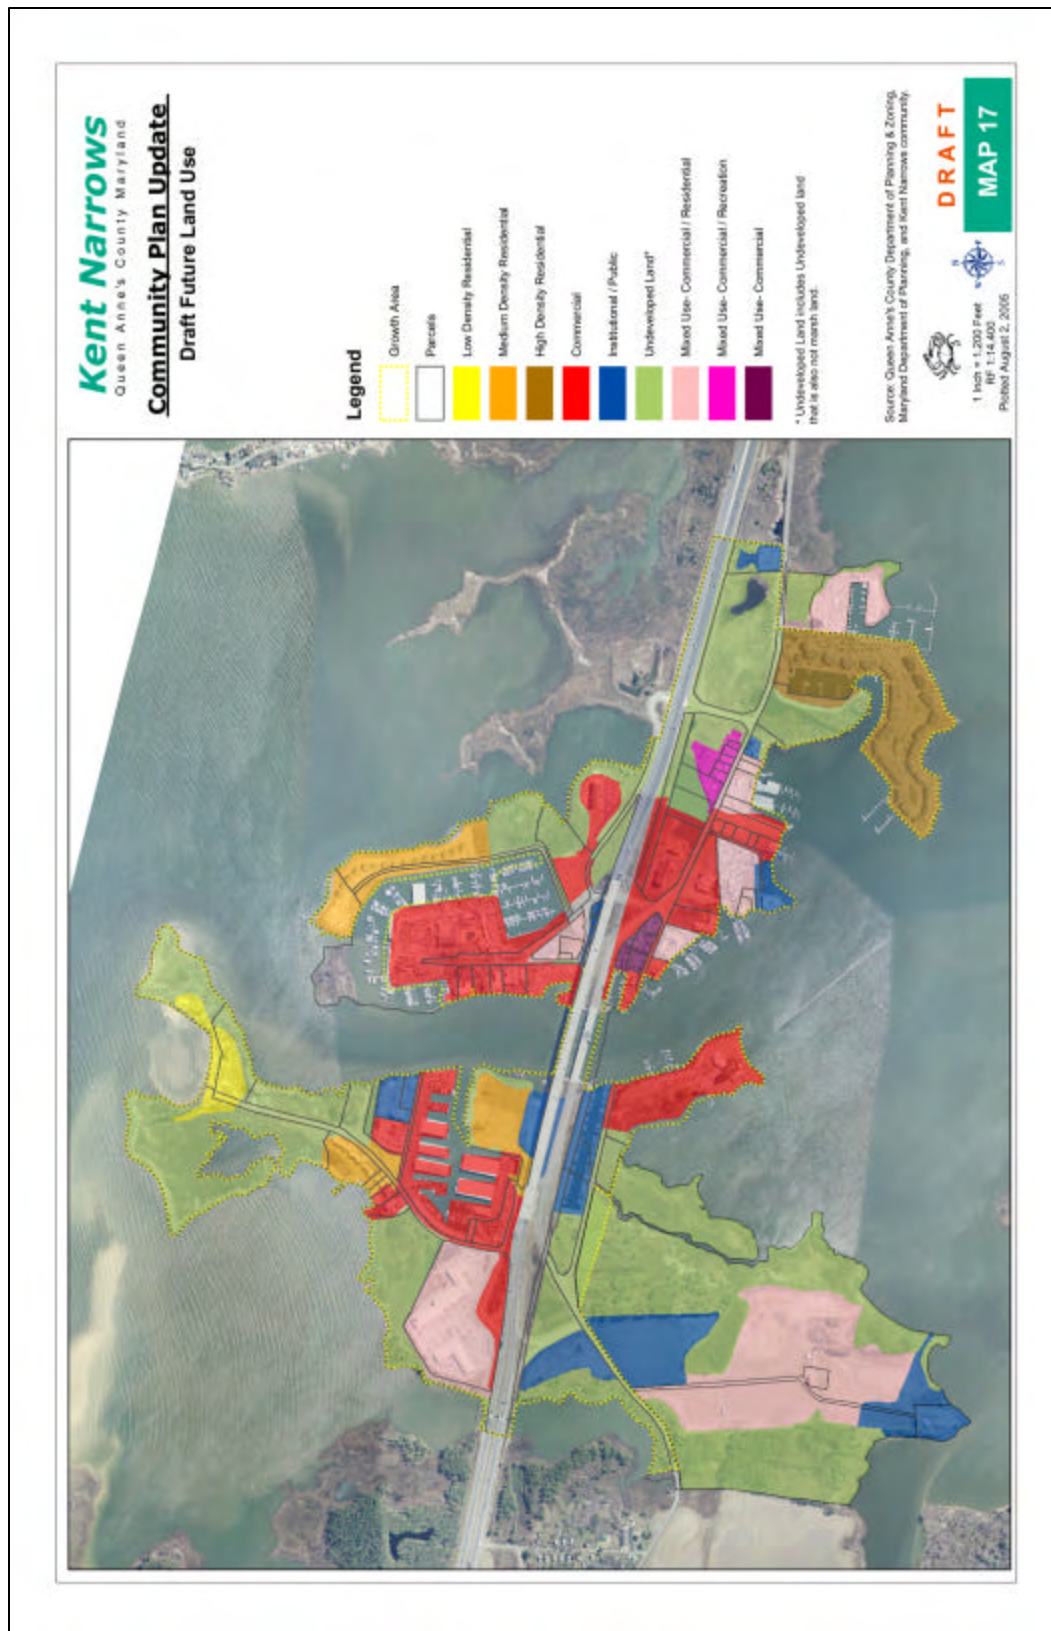 Kent Narrows
Queen Anne's County Maryland
Community Plan Update
Draft Future Land Use
Legend
Growth Area
Parcels
Low Density Residential
Medium Density Residential
High Density Residential
Commercial
Institutional / Public
Undeveloped Land*
Mixed Use- Commercial / Residential
Mixed Use- Commercial / Recreation
Mixed Use- Commercial
* Undeveloped Land includes Undeveloped land
that is also not marsh land.
Source: Queen Anne's County Department of Planning & Zoning,
Maryland Department of Planning, and Kent Narrows community.
DRAFT
MAP 17
N
S
1 Inch = 1,200 Feet
RF 1:14,400
Plotted August 2, 2005